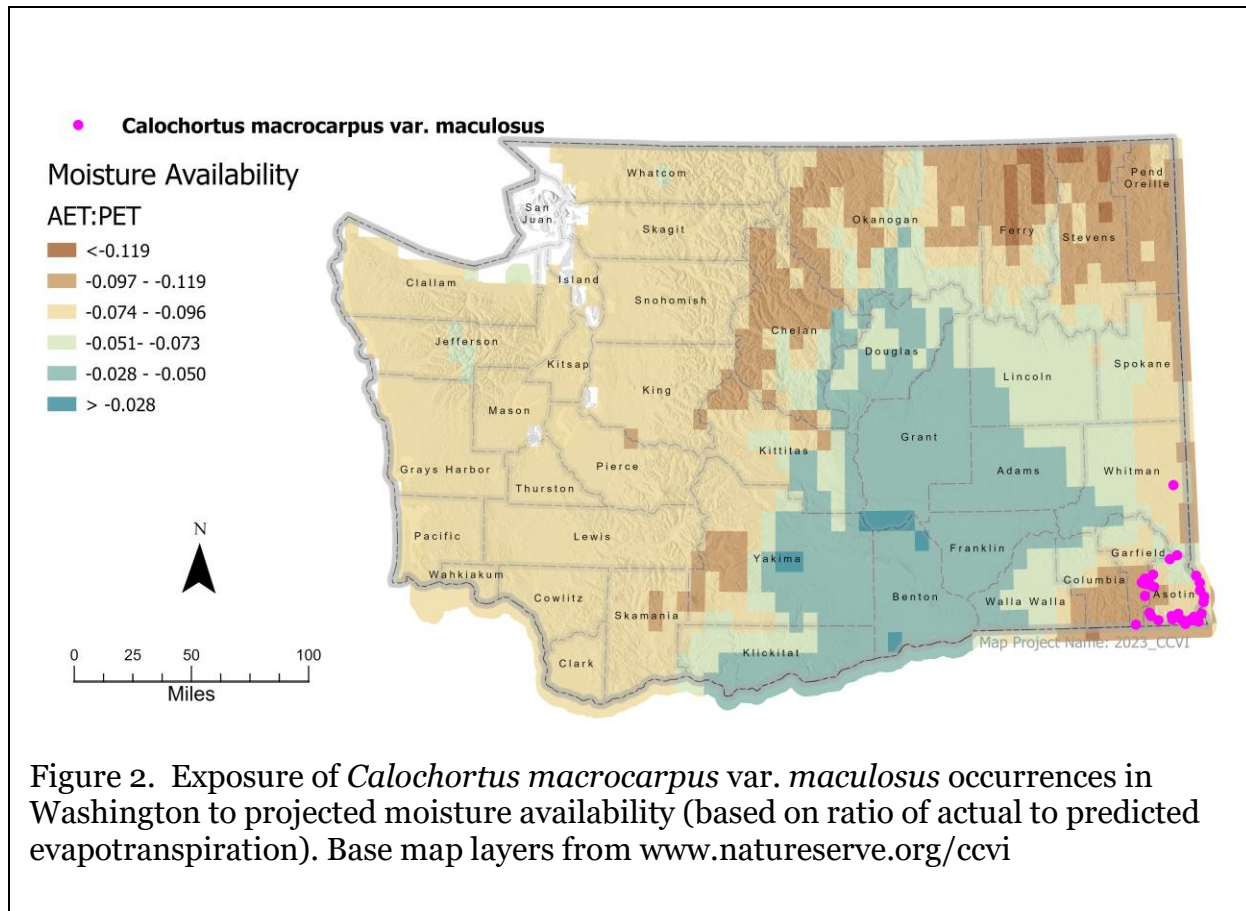 Calochortus macrocarpus var. maculosus
Moisture Availability
AET:PET
<-0.119
-0.097 - -0.119
-0.074 - -0.096
-0.051- -0.073
-0.028 - -0.050
> -0.028
N
0 25 50 100
Miles
Whatcom
San
Juan
Skagit
Island
Clallam
Snohomish
Jefferson
Kitsap
King
Mason
Grays Harbor
Thurston
Pierce
Pacific
Lewis
Wahkiakum
Cowlitz
Skamania
Clark
Okanogan
Ferry
Stevens
Pend
Oreille
Chelan
Douglas
Lincoln
Spokane
Kittitas
Grant
Adams
Whitman
Yakima
Franklin
Garfield
Columbia
Asotin
Benton
Walla Walla
Klickitat
Map Project Name: 2023_CCVI
Figure 2. Exposure of Calochortus macrocarpus var. maculosus occurrences in
Washington to projected moisture availability (based on ratio of actual to predicted
evapotranspiration). Base map layers from www.natureserve.org/ccvi